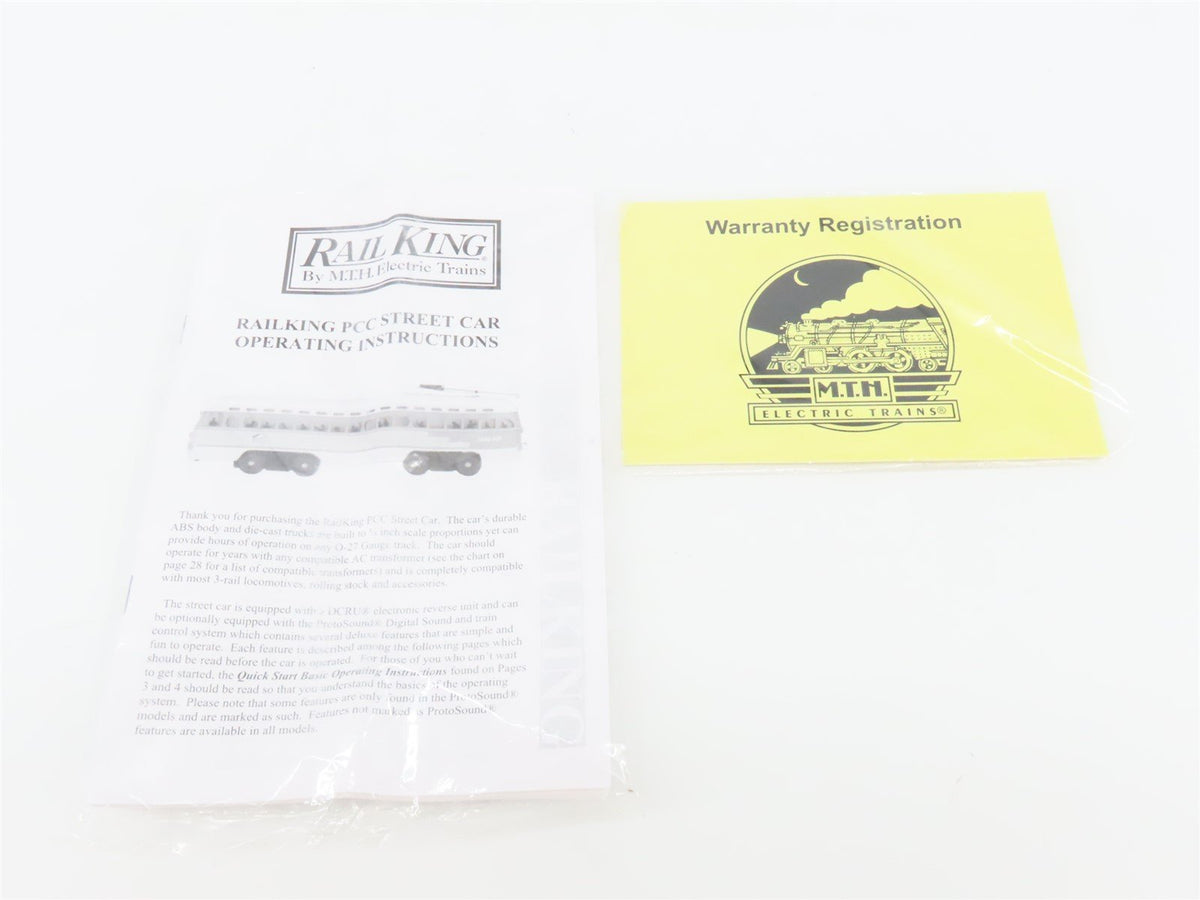 RAIL KING®
By M.T.H. Electric Trains
RAILKING PCC STREET CAR
OPERATING INSTRUCTIONS
Thank you for purchasing the RailKing PCC Street Car. The car's durable
ABS body and die-cast trucks are built to inch scale proportions yet can
provide hours of operation on any O-27 Gauge track. The car should
operate for years with any compatible AC transformer (see the chart on
page 28 for a list of compatible transformers) and is completely compatible
with most 3-rail locomotives, rolling stock and accessories.
The street car is equipped with a DCRU® electronic reverse unit and can
be optionally equipped with the ProtoSound® Digital Sound and train
control system which contains several deluxe features that are simple and
fun to operate. Each feature is described among the following pages which
should be read before the car is operated. For those of you who can't wait
to get started, the Quick Start Basic Operating Instructions found on Pages
3 and 4 should be read so that you understand the basics of the operating
system. Please note that some features are only found in the ProtoSound®
models and are marked as such. Features not marked as ProtoSound®
features are available in all models.
Warranty Registration
M.T.H.
ELECTRIC TRAINS®